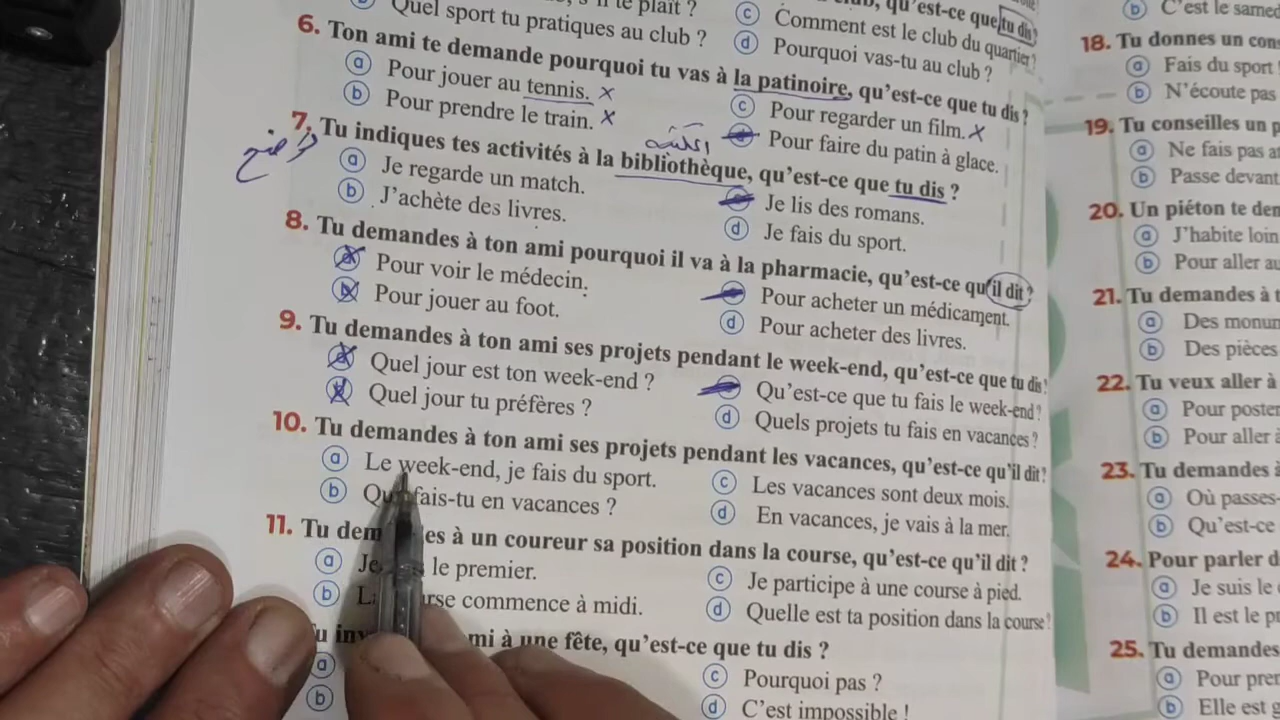 Quel sport tu pratiques au club ?
qu'est-ce que tu dis?
c Comment est le club du quartier?
d Pourquoi vas-tu au club ?
6. Ton ami te demande pourquoi tu vas à la patinoire, qu'est-ce que tu dis ?
a Pour jouer au tennis. x
b Pour prendre le train. x
c Pour regarder un film. x
d Pour faire du patin à glace.
7. Tu indiques tes activités à la bibliothèque, qu'est-ce que tu dis ?
a Je regarde un match.
b J'achète des livres.
c Je lis des romans.
d Je fais du sport.
8. Tu demandes à ton ami pourquoi il va à la pharmacie, qu'est-ce qu'il dit ?
a Pour voir le médecin.
b Pour jouer au foot.
c Pour acheter un médicament.
d Pour acheter des livres.
9. Tu demandes à ton ami ses projets pendant le week-end, qu'est-ce que tu dis?
a Quel jour est ton week-end ?
b Quel jour tu préfères ?
c Qu'est-ce que tu fais le week-end?
d Quels projets tu fais en vacances ?
10. Tu demandes à ton ami ses projets pendant les vacances, qu'est-ce qu'il dit?
a Le week-end, je fais du sport.
b fais-tu en vacances ?
c Les vacances sont deux mois.
d En vacances, je vais à la mer.
11. Tu à un coureur sa position dans la course, qu'est-ce qu'il dit ?
a le premier.
b commence à midi.
c Je participe à une course à pied.
d Quelle est ta position dans la course?
à une fête, qu'est-ce que tu dis ?
a
b
c Pourquoi pas ?
d C'est impossible !
b C'est le
18. Tu donnes un
a Fais du sport
b N'écoute pas
19. Tu conseilles un
a Ne fais pas
b Passe devant
20. Un piéton te
a J'habite loin
b Pour aller
21. Tu demandes à
a Des
b Des pièces
22. Tu veux aller à
a Pour
b Pour aller
23. Tu demandes
a Où
b Qu'est-ce
24. Pour parler
a Je suis le
b Il est le
25. Tu demandes
a Pour
b Elle est